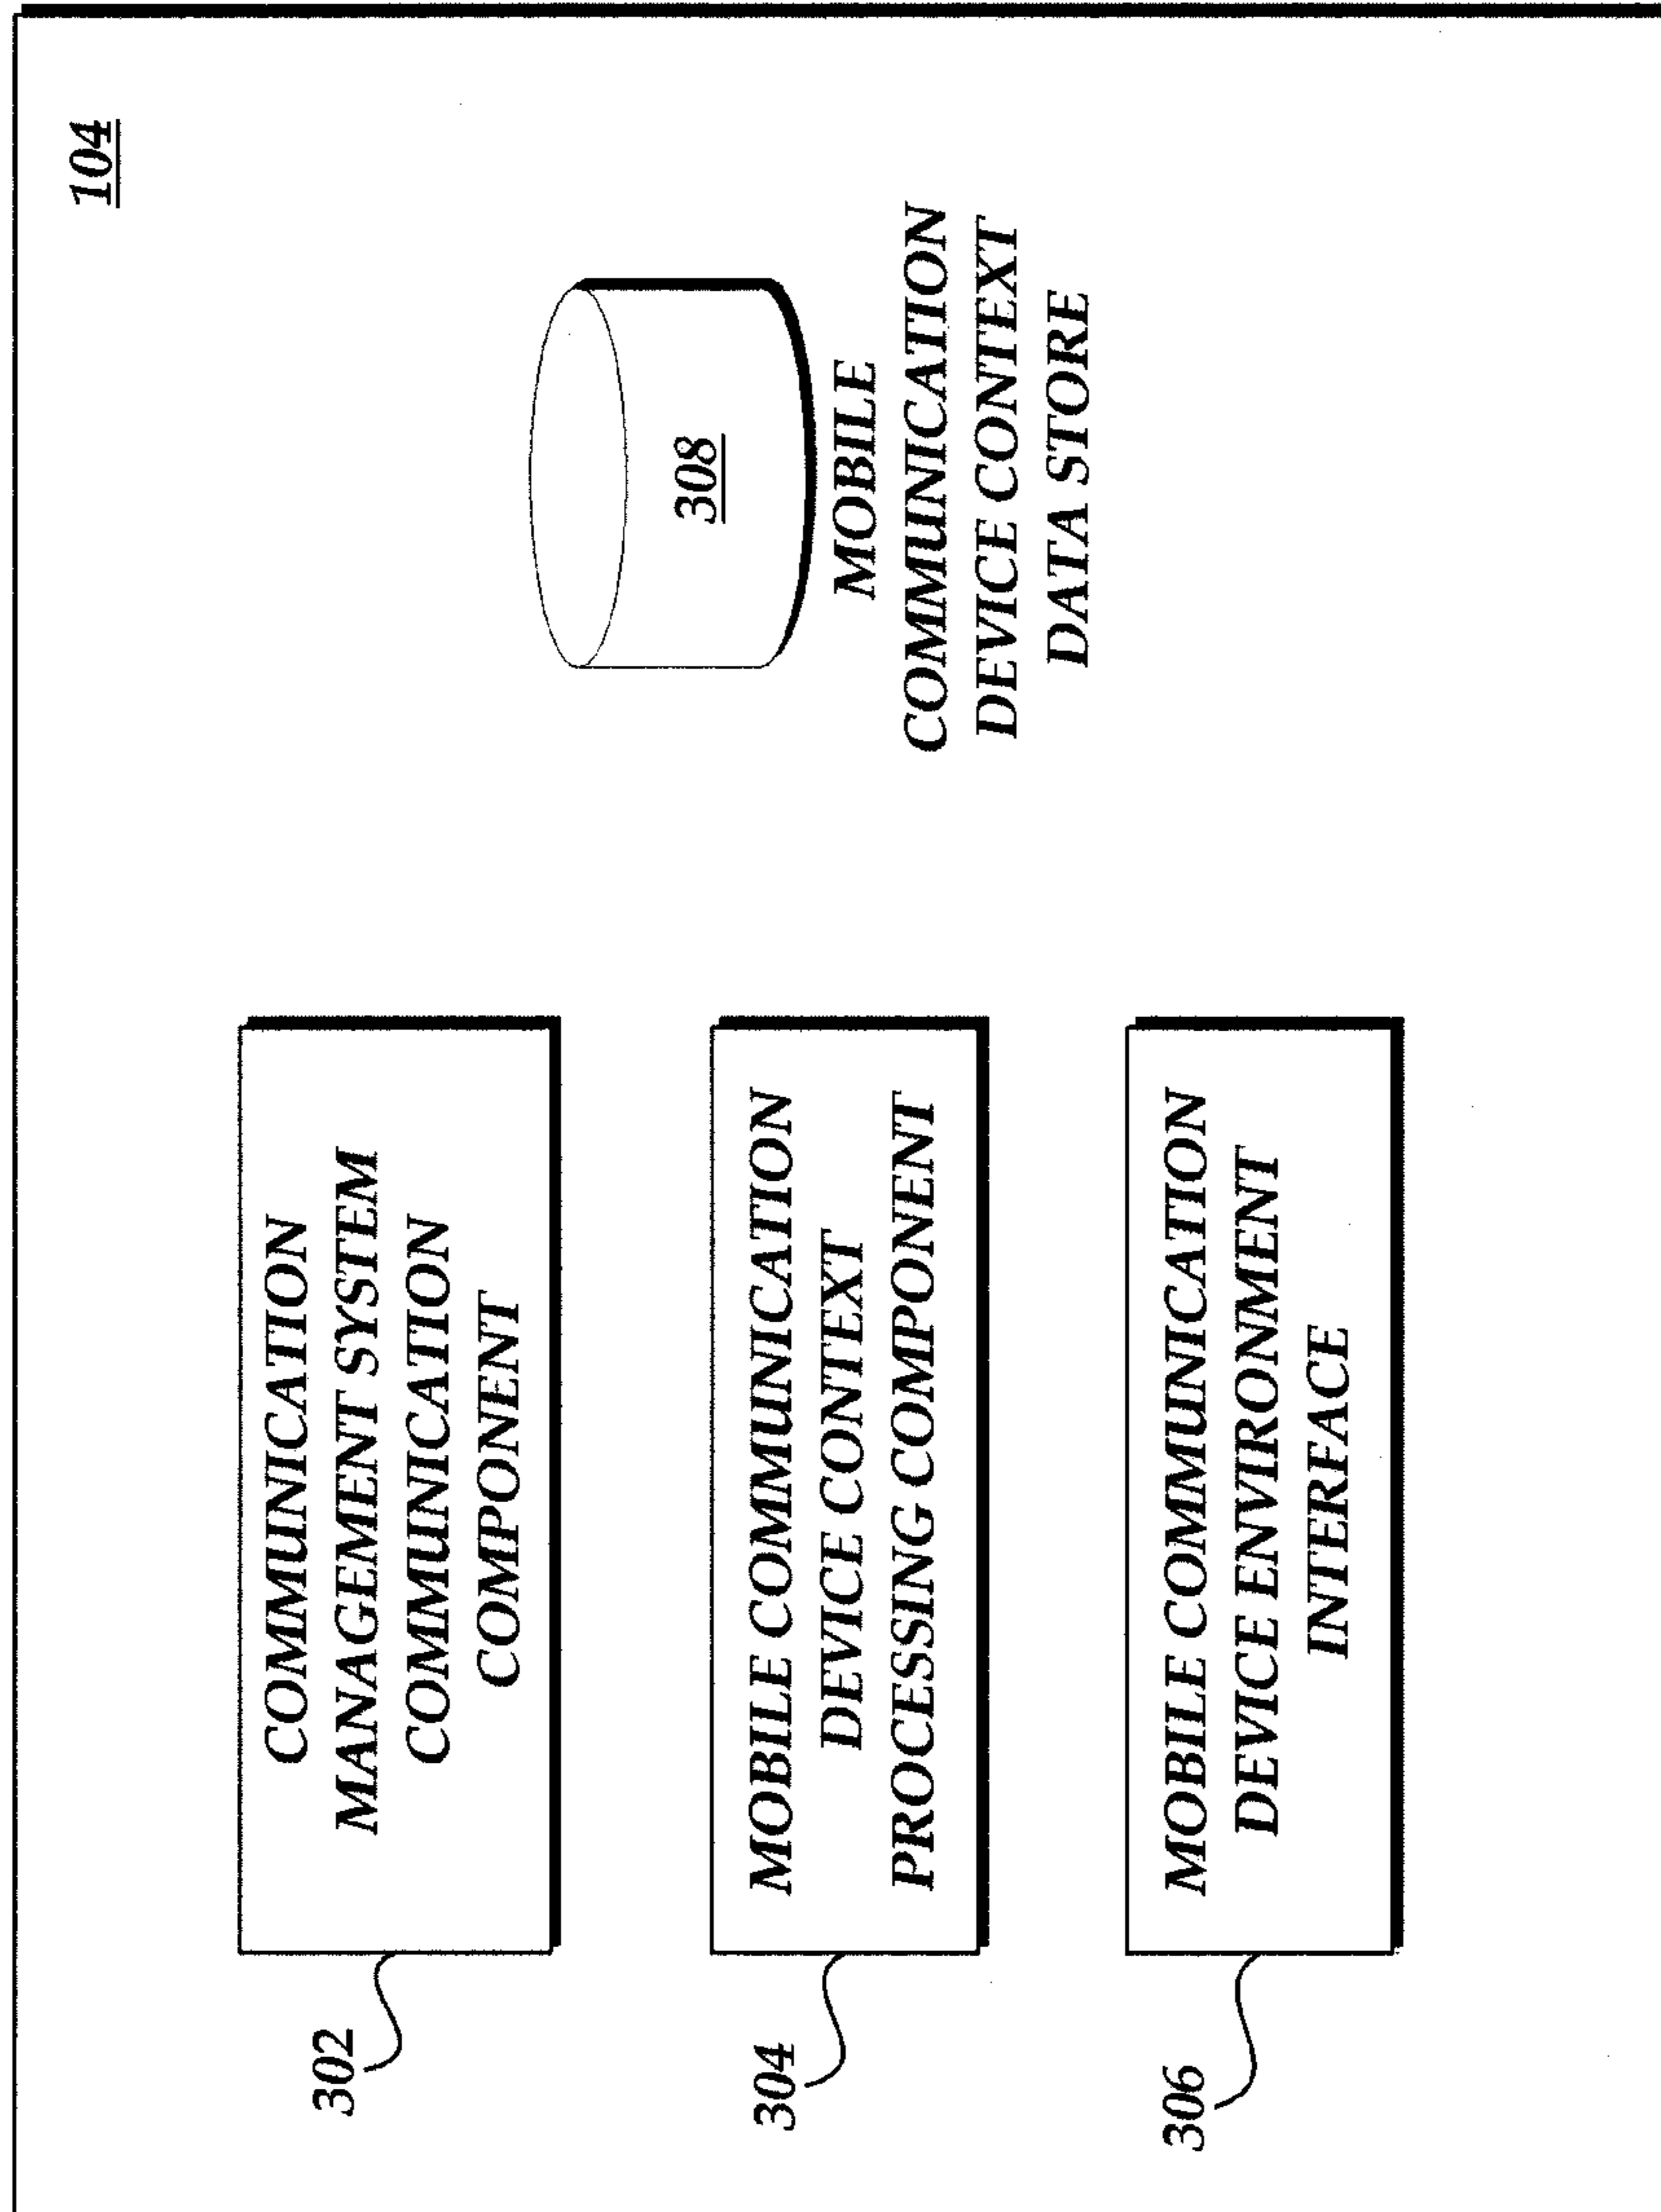 104
302
COMMUNICATION
MANAGEMENT SYSTEM
COMMUNICATION
COMPONENT
304
MOBILE COMMUNICATION
DEVICE CONTEXT
PROCESSING COMPONENT
306
MOBILE COMMUNICATION
DEVICE ENVIRONMENT
INTERFACE
308
MOBILE
COMMUNICATION
DEVICE CONTEXT
DATA STORE